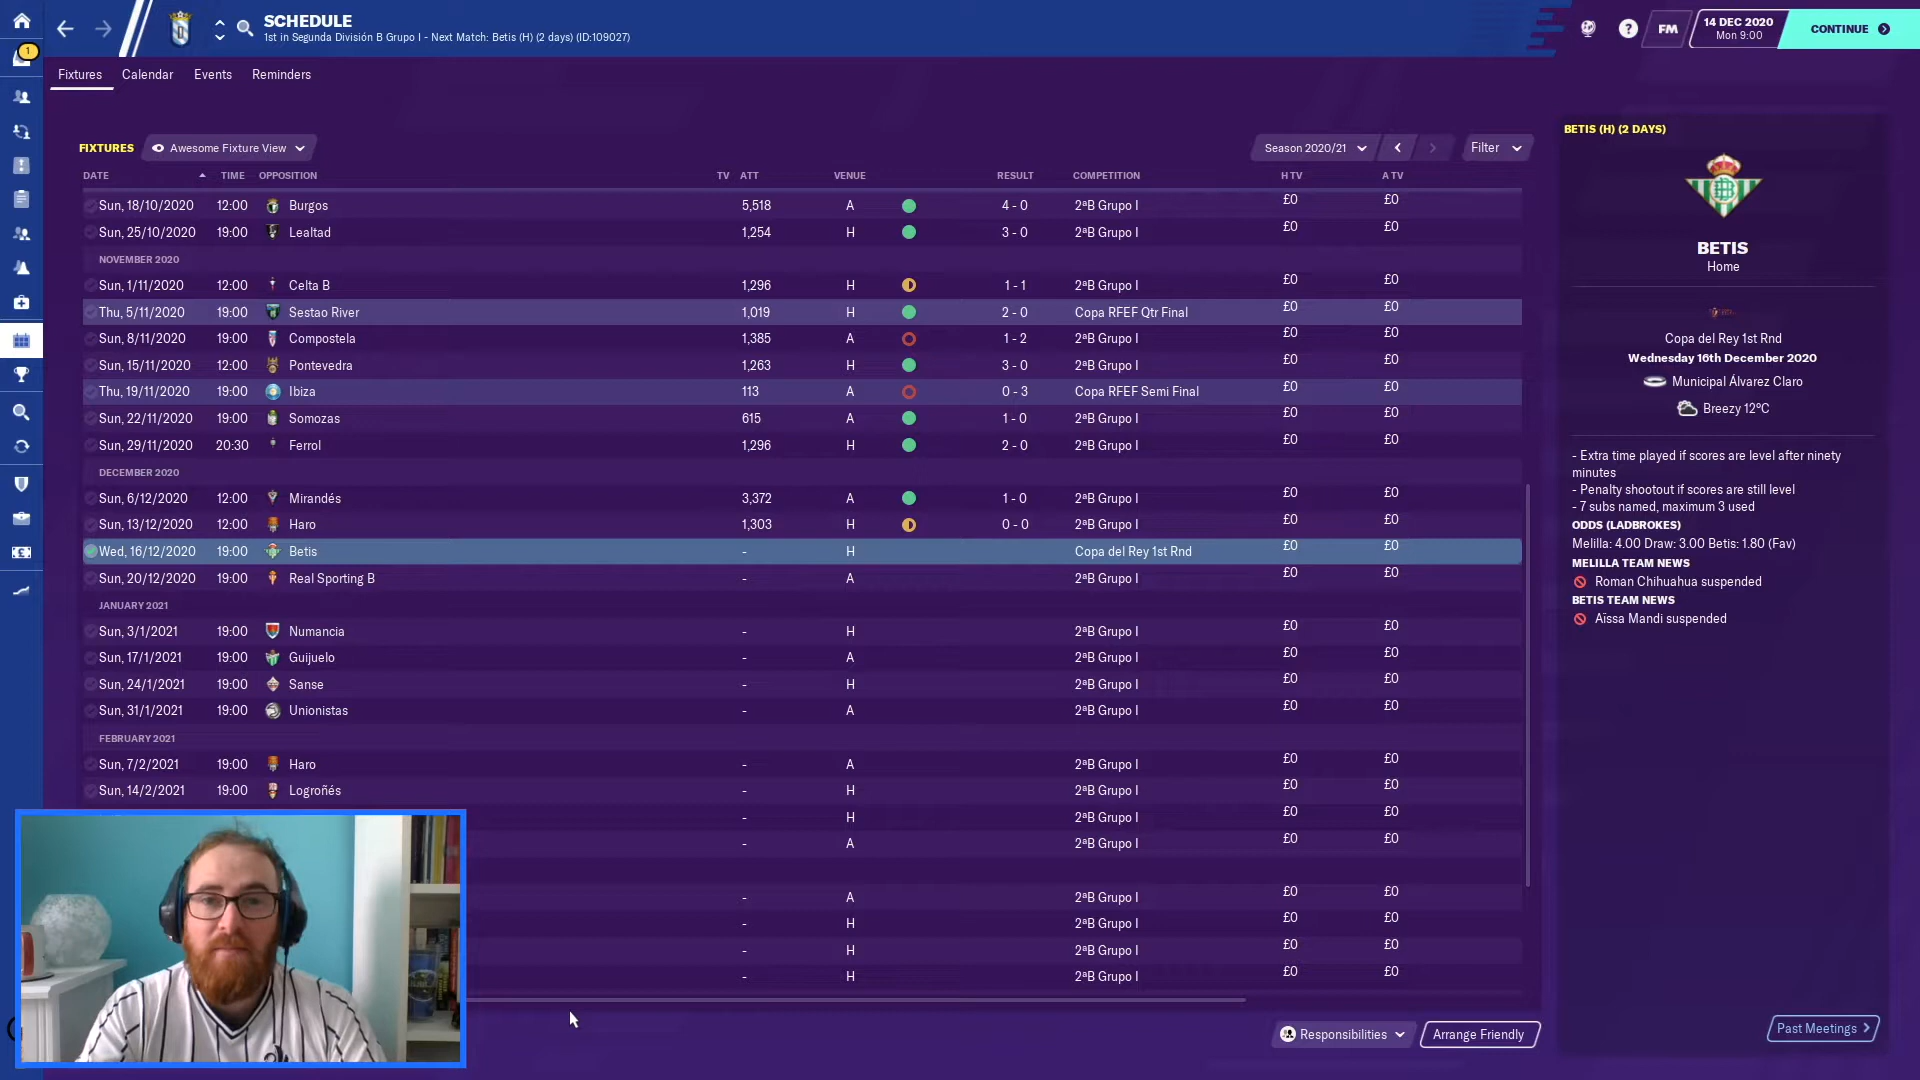 SCHEDULE
1st in Segunda División B Grupo I - Next Match: Betis (H) (2 days) (ID:109027)
1
FM
14 DEC 2020
Mon 9:00
CONTINUE
Fixtures Calendar Events Reminders
FIXTURES Awesome Fixture View
Season 2020/21 Filter
DATE TIME OPPOSITION TV ATT VENUE RESULT COMPETITION H TV A TV
Sun, 18/10/2020 12:00 Burgos 5,518 A 4 - 0 2ªB Grupo I £0 £0
Sun, 25/10/2020 19:00 Lealtad 1,254 H 3 - 0 2ªB Grupo I £0 £0
NOVEMBER 2020
Sun, 1/11/2020 12:00 Celta B 1,296 H 1 - 1 2ªB Grupo I £0 £0
Thu, 5/11/2020 19:00 Sestao River 1,019 H 2 - 0 Copa RFEF Qtr Final £0 £0
Sun, 8/11/2020 19:00 Compostela 1,385 A 1 - 2 2ªB Grupo I £0 £0
Sun, 15/11/2020 12:00 Pontevedra 1,263 H 3 - 0 2ªB Grupo I £0 £0
Thu, 19/11/2020 19:00 Ibiza 113 A 0 - 3 Copa RFEF Semi Final £0 £0
Sun, 22/11/2020 19:00 Somozas 615 A 1 - 0 2ªB Grupo I £0 £0
Sun, 29/11/2020 20:30 Ferrol 1,296 H 2 - 0 2ªB Grupo I £0 £0
DECEMBER 2020
Sun, 6/12/2020 12:00 Mirandés 3,372 A 1 - 0 2ªB Grupo I £0 £0
Sun, 13/12/2020 12:00 Haro 1,303 H 0 - 0 2ªB Grupo I £0 £0
Wed, 16/12/2020 19:00 Betis - H Copa del Rey 1st Rnd £0 £0
Sun, 20/12/2020 19:00 Real Sporting B - A 2ªB Grupo I £0 £0
JANUARY 2021
Sun, 3/1/2021 19:00 Numancia - H 2ªB Grupo I £0 £0
Sun, 17/1/2021 19:00 Guijuelo - A 2ªB Grupo I £0 £0
Sun, 24/1/2021 19:00 Sanse - H 2ªB Grupo I £0 £0
Sun, 31/1/2021 19:00 Unionistas - A 2ªB Grupo I £0 £0
FEBRUARY 2021
Sun, 7/2/2021 19:00 Haro - A 2ªB Grupo I £0 £0
Sun, 14/2/2021 19:00 Logroñés - H 2ªB Grupo I £0 £0
- H 2ªB Grupo I £0 £0
- A 2ªB Grupo I £0 £0
- A 2ªB Grupo I £0 £0
- H 2ªB Grupo I £0 £0
- H 2ªB Grupo I £0 £0
- H 2ªB Grupo I £0 £0
Responsibilities Arrange Friendly
BETIS (H) (2 DAYS)
BETIS
Home
Copa del Rey 1st Rnd
Wednesday 16th December 2020
Municipal Álvarez Claro
Breezy 12°C
- Extra time played if scores are level after ninety
minutes
- Penalty shootout if scores are still level
- 7 subs named, maximum 3 used
ODDS (LADBROKES)
Melilla: 4.00 Draw: 3.00 Betis: 1.80 (Fav)
MELILLA TEAM NEWS
Roman Chihuahua suspended
BETIS TEAM NEWS
Aïssa Mandi suspended
Past Meetings